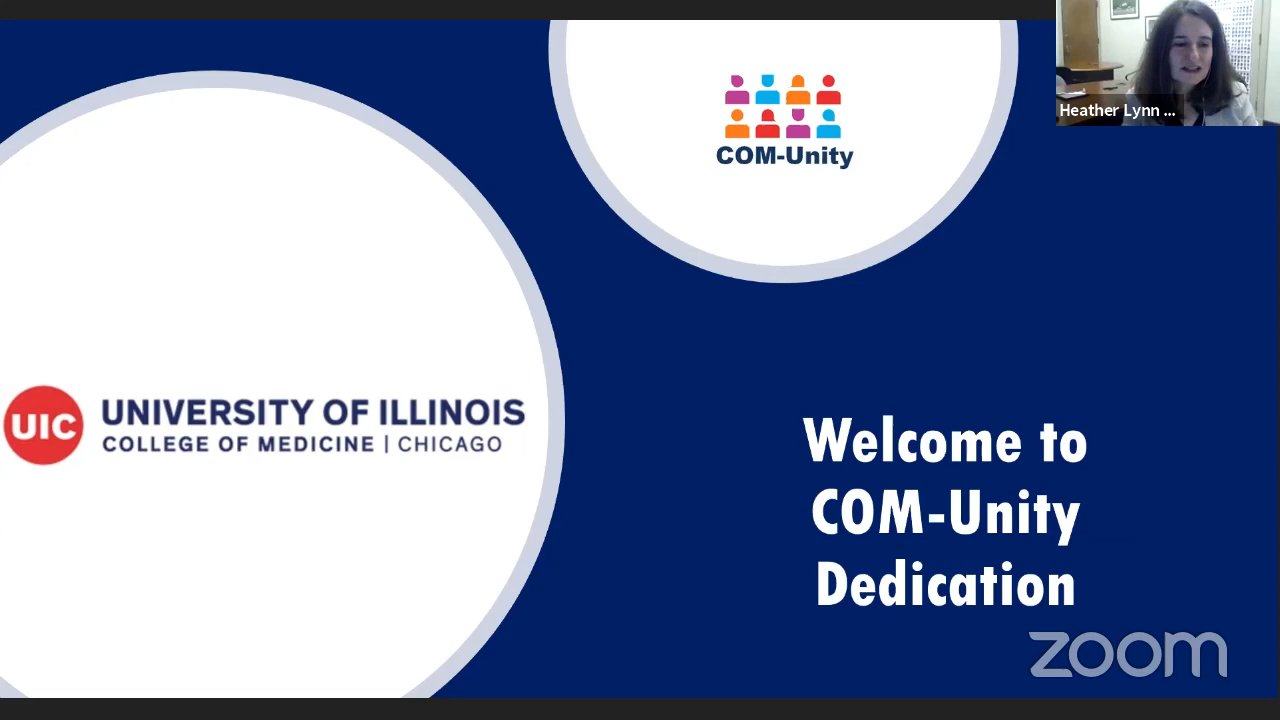 COM-Unity
Heather Lynn ...
UIC
UNIVERSITY OF ILLINOIS
COLLEGE OF MEDICINE | CHICAGO
Welcome to
COM-Unity
Dedication
zoom